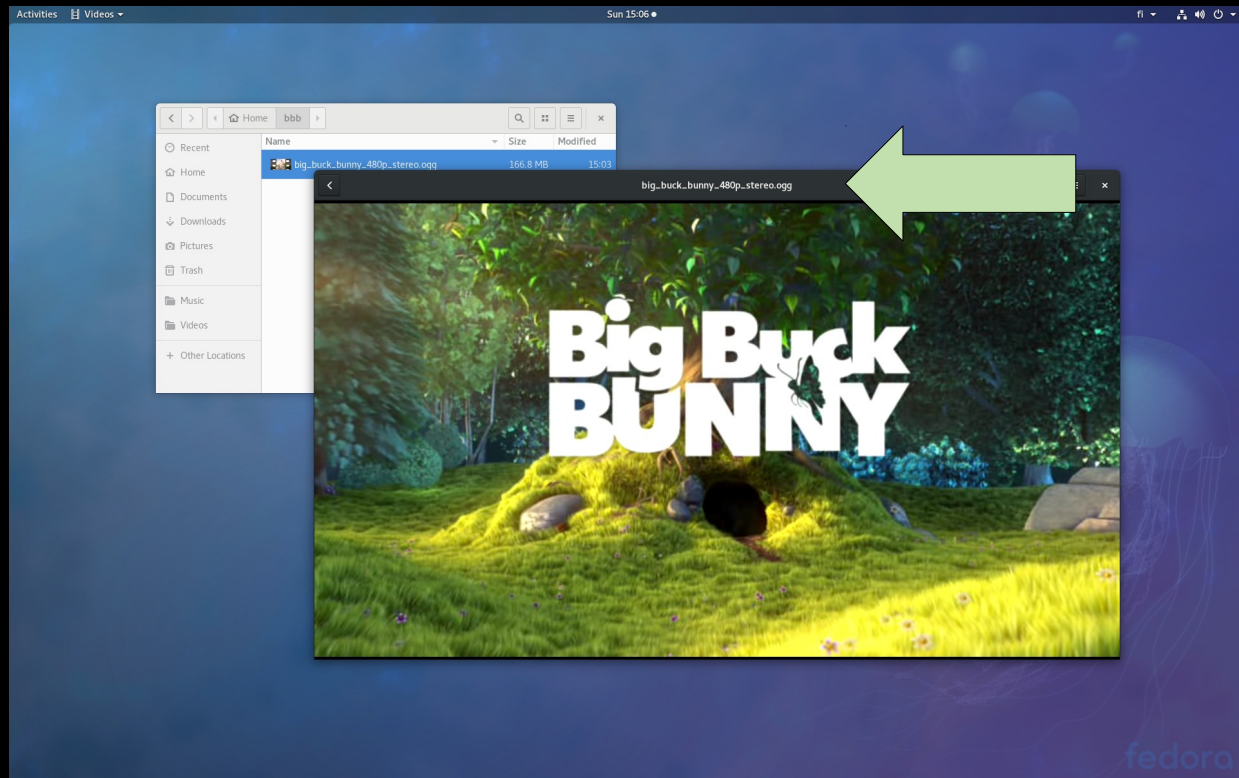 Activities Videos Sun 15:06 fi
Home bbb
Recent
Home
Documents
Downloads
Pictures
Trash
Music
Videos
+ Other Locations
Name Size Modified
big_buck_bunny_480p_stereo.ogg 166.8 MB 15:03
big_buck_bunny_480p_stereo.ogg
Big Buck
BUNNY
fedora